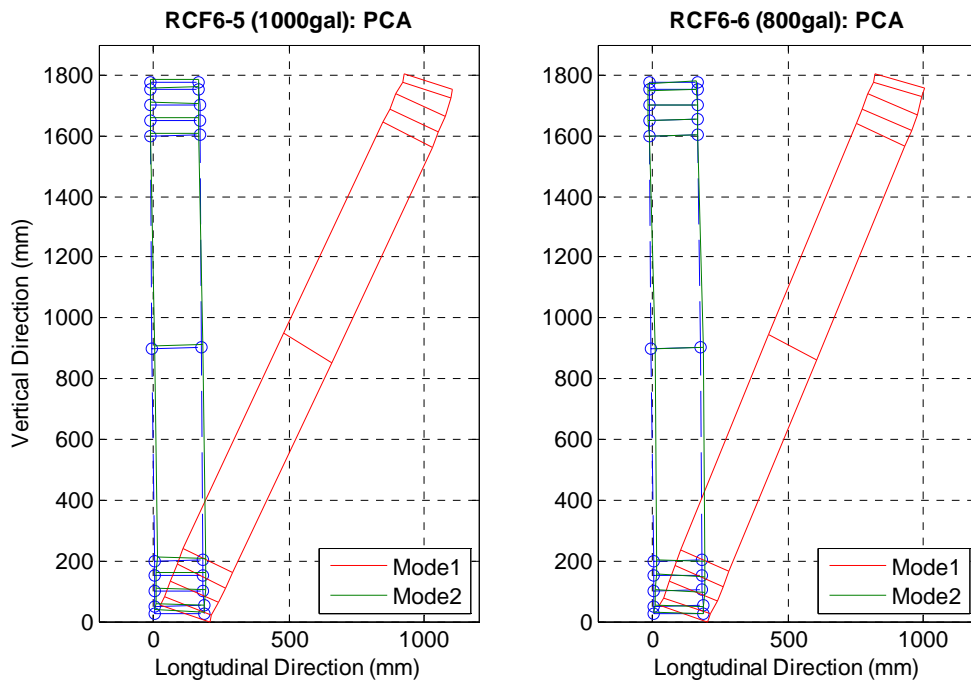 RCF6-5 (1000gal): PCA
1800
1600
1400
1200
1000
800
600
400
200
0
Vertical Direction (mm)
0
500
1000
Longtudinal Direction (mm)
Mode1
Mode2
RCF6-6 (800gal): PCA
1800
1600
1400
1200
1000
800
600
400
200
0
0
500
1000
Longtudinal Direction (mm)
Mode1
Mode2